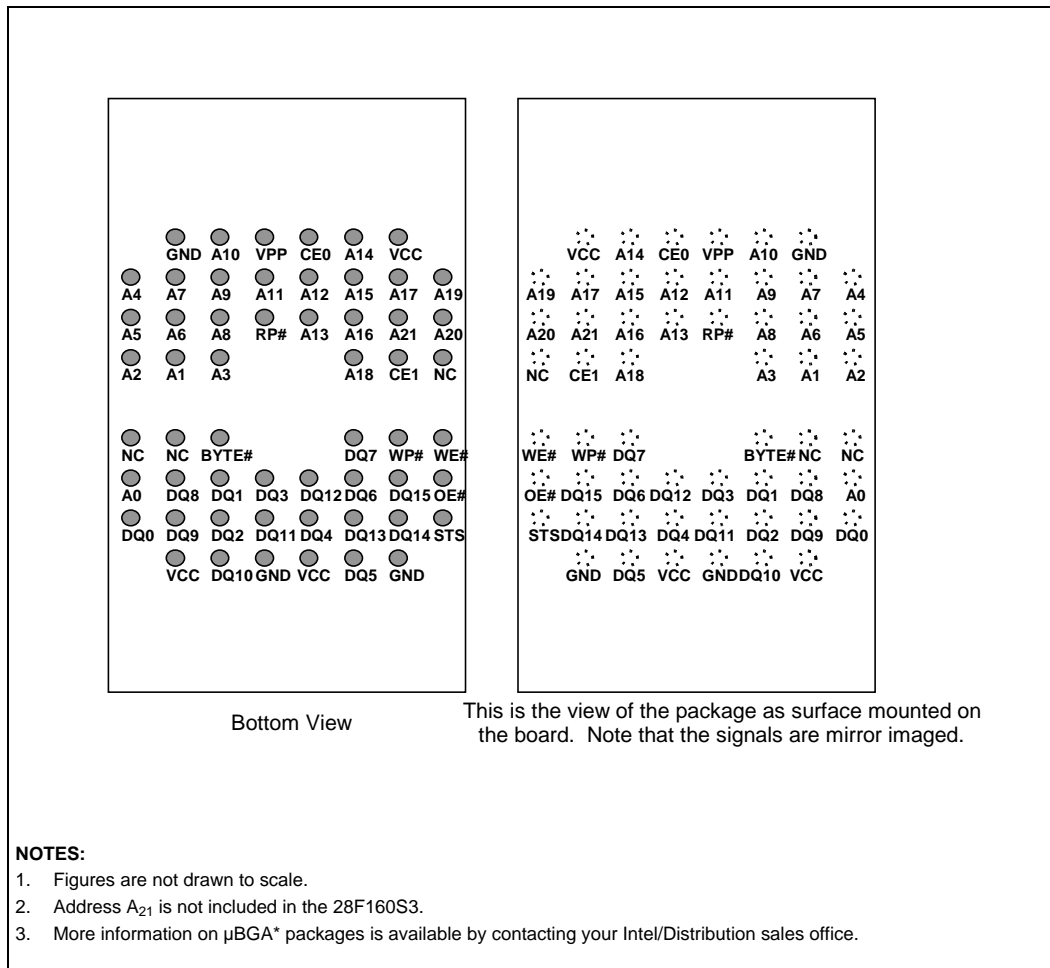 GND A10 VPP CE0 A14 VCC
A4 A7 A9 A11 A12 A15 A17 A19
A5 A6 A8 RP# A13 A16 A21 A20
A2 A1 A3 A18 CE1 NC
NC NC BYTE# DQ7 WP# WE#
A0 DQ8 DQ1 DQ3 DQ12 DQ6 DQ15 OE#
DQ0 DQ9 DQ2 DQ11 DQ4 DQ13 DQ14 STS
VCC DQ10 GND VCC DQ5 GND
Bottom View
VCC A14 CE0 VPP A10 GND
A19 A17 A15 A12 A11 A9 A7 A4
A20 A21 A16 A13 RP# A8 A6 A5
NC CE1 A18 A3 A1 A2
WE# WP# DQ7 BYTE# NC NC
OE# DQ15 DQ6 DQ12 DQ3 DQ1 DQ8 A0
STS DQ14 DQ13 DQ4 DQ11 DQ2 DQ9 DQ0
GND DQ5 VCC GND DQ10 VCC
This is the view of the package as surface mounted on
the board. Note that the signals are mirror imaged.
NOTES:
1. Figures are not drawn to scale.
2. Address A21 is not included in the 28F160S3.
3. More information on µBGA* packages is available by contacting your Intel/Distribution sales office.